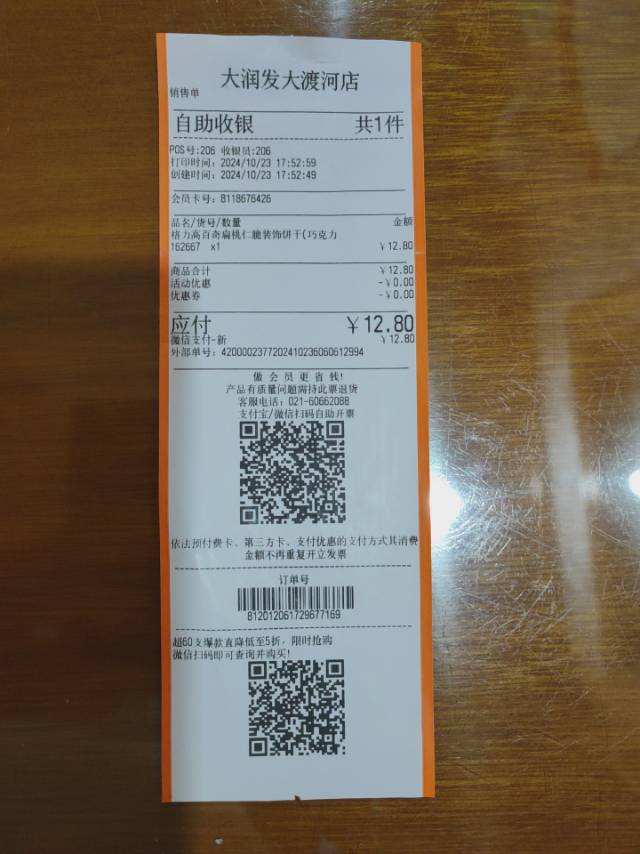 大润发大渡河店
销售单
自助收银 共1件
POS号:206 收银员:206
打印时间: 2024/10/23 17:52:59
创建时间: 2024/10/23 17:52:49
会员卡号: 8118676426
品名/货号/数量 金额
格力高百奇扁桃仁脆装饰饼干(巧克力
162667 x1 ¥12.80
商品合计 ¥12.80
活动优惠 -¥0.00
优惠券 -¥0.00
应付 ¥12.80
微信支付-新 ¥12.80
外部单号: 4200002377202410236060612994
做会员更省钱!
产品有质量问题需持此票退货
客服电话: 021-60662088
支付宝/微信扫码自助开票
依法预付费卡、第三方卡、支付优惠的支付方式其消费
金额不再重复开立发票
订单号
812012061729677169
超60支爆款直降低至5折, 限时抢购
微信扫码即可查询并购买!